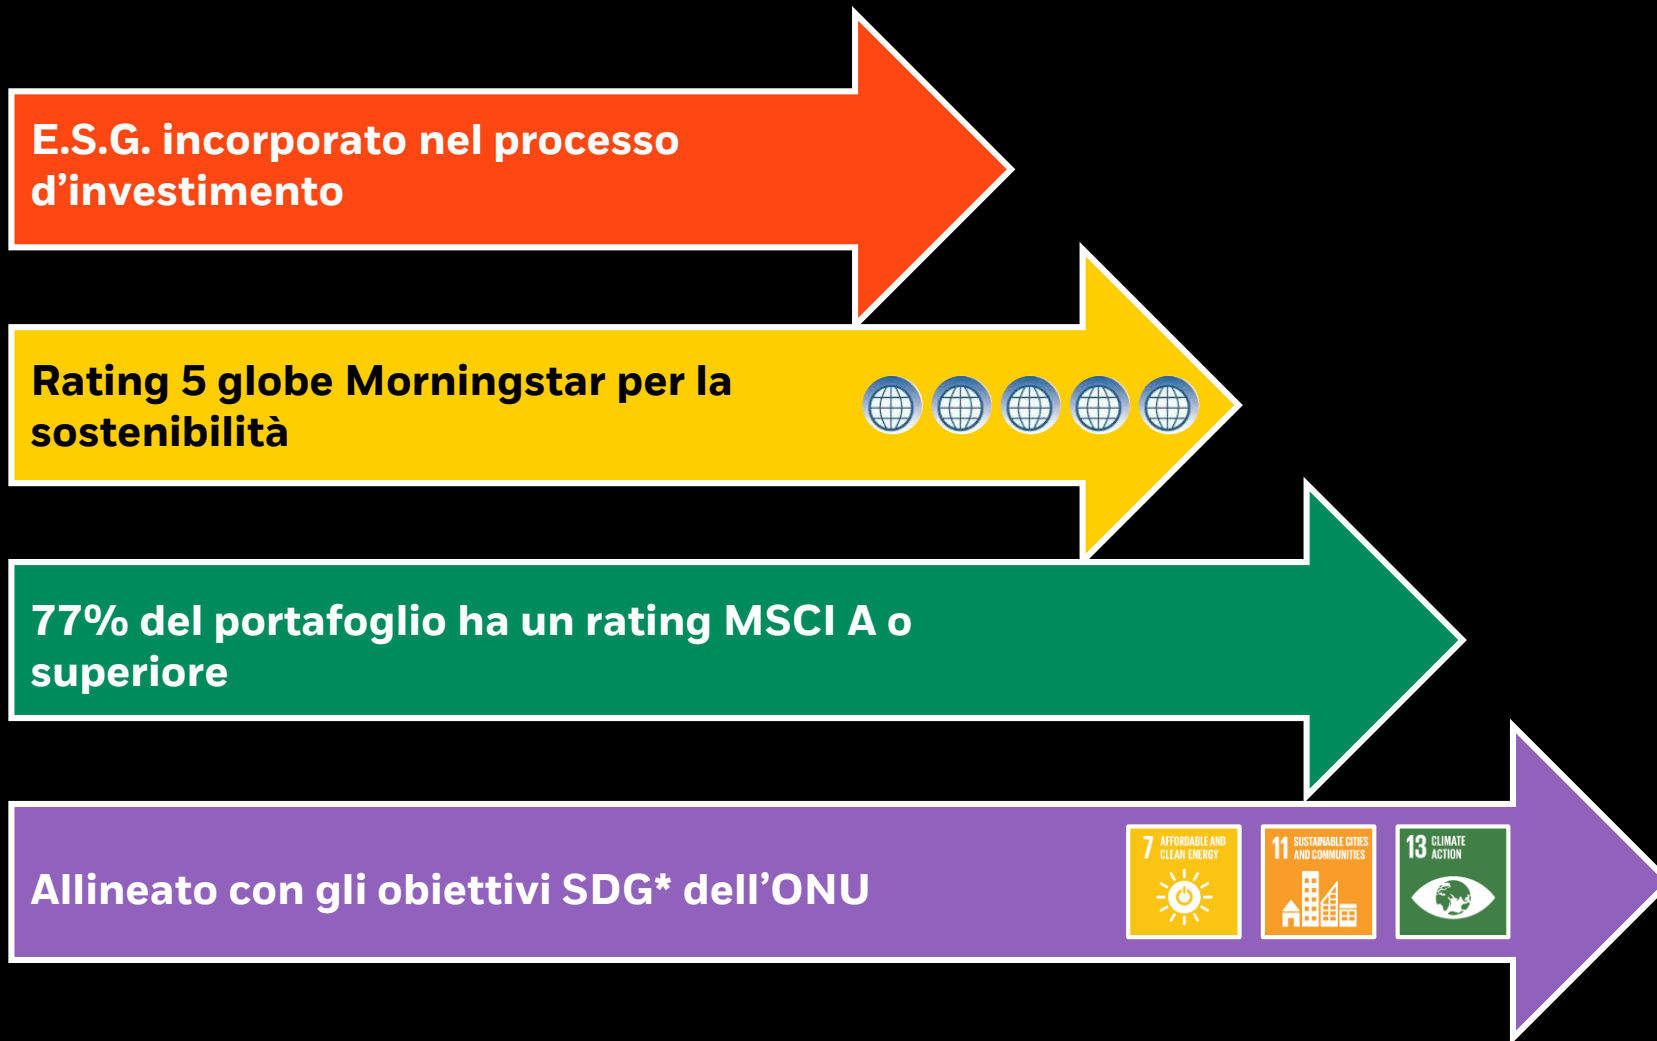 E.S.G. incorporato nel processo
d’investimento
Rating 5 globe Morningstar per la
sostenibilità
77% del portafoglio ha un rating MSCI A o
superiore
Allineato con gli obiettivi SDG* dell’ONU
7 AFFORDABLE AND
CLEAN ENERGY
11 SUSTAINABLE CITIES
AND COMMUNITIES
13 CLIMATE
ACTION